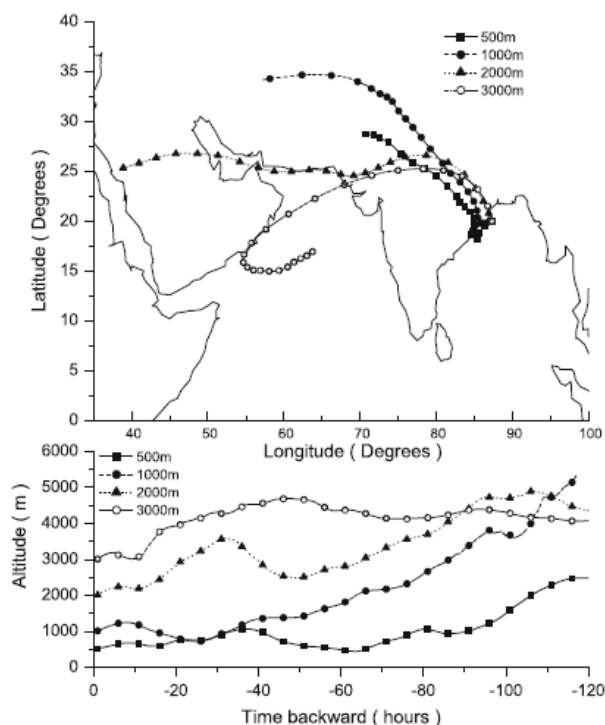 40
35
30
25
20
15
10
5
0
Latitude ( Degrees )
500m
1000m
2000m
3000m
40 50 60 70 80 90 100
Longitude ( Degrees )
6000
5000
4000
3000
2000
1000
0
Altitude ( m )
500m
1000m
2000m
3000m
0 -20 -40 -60 -80 -100 -120
Time backward ( hours )